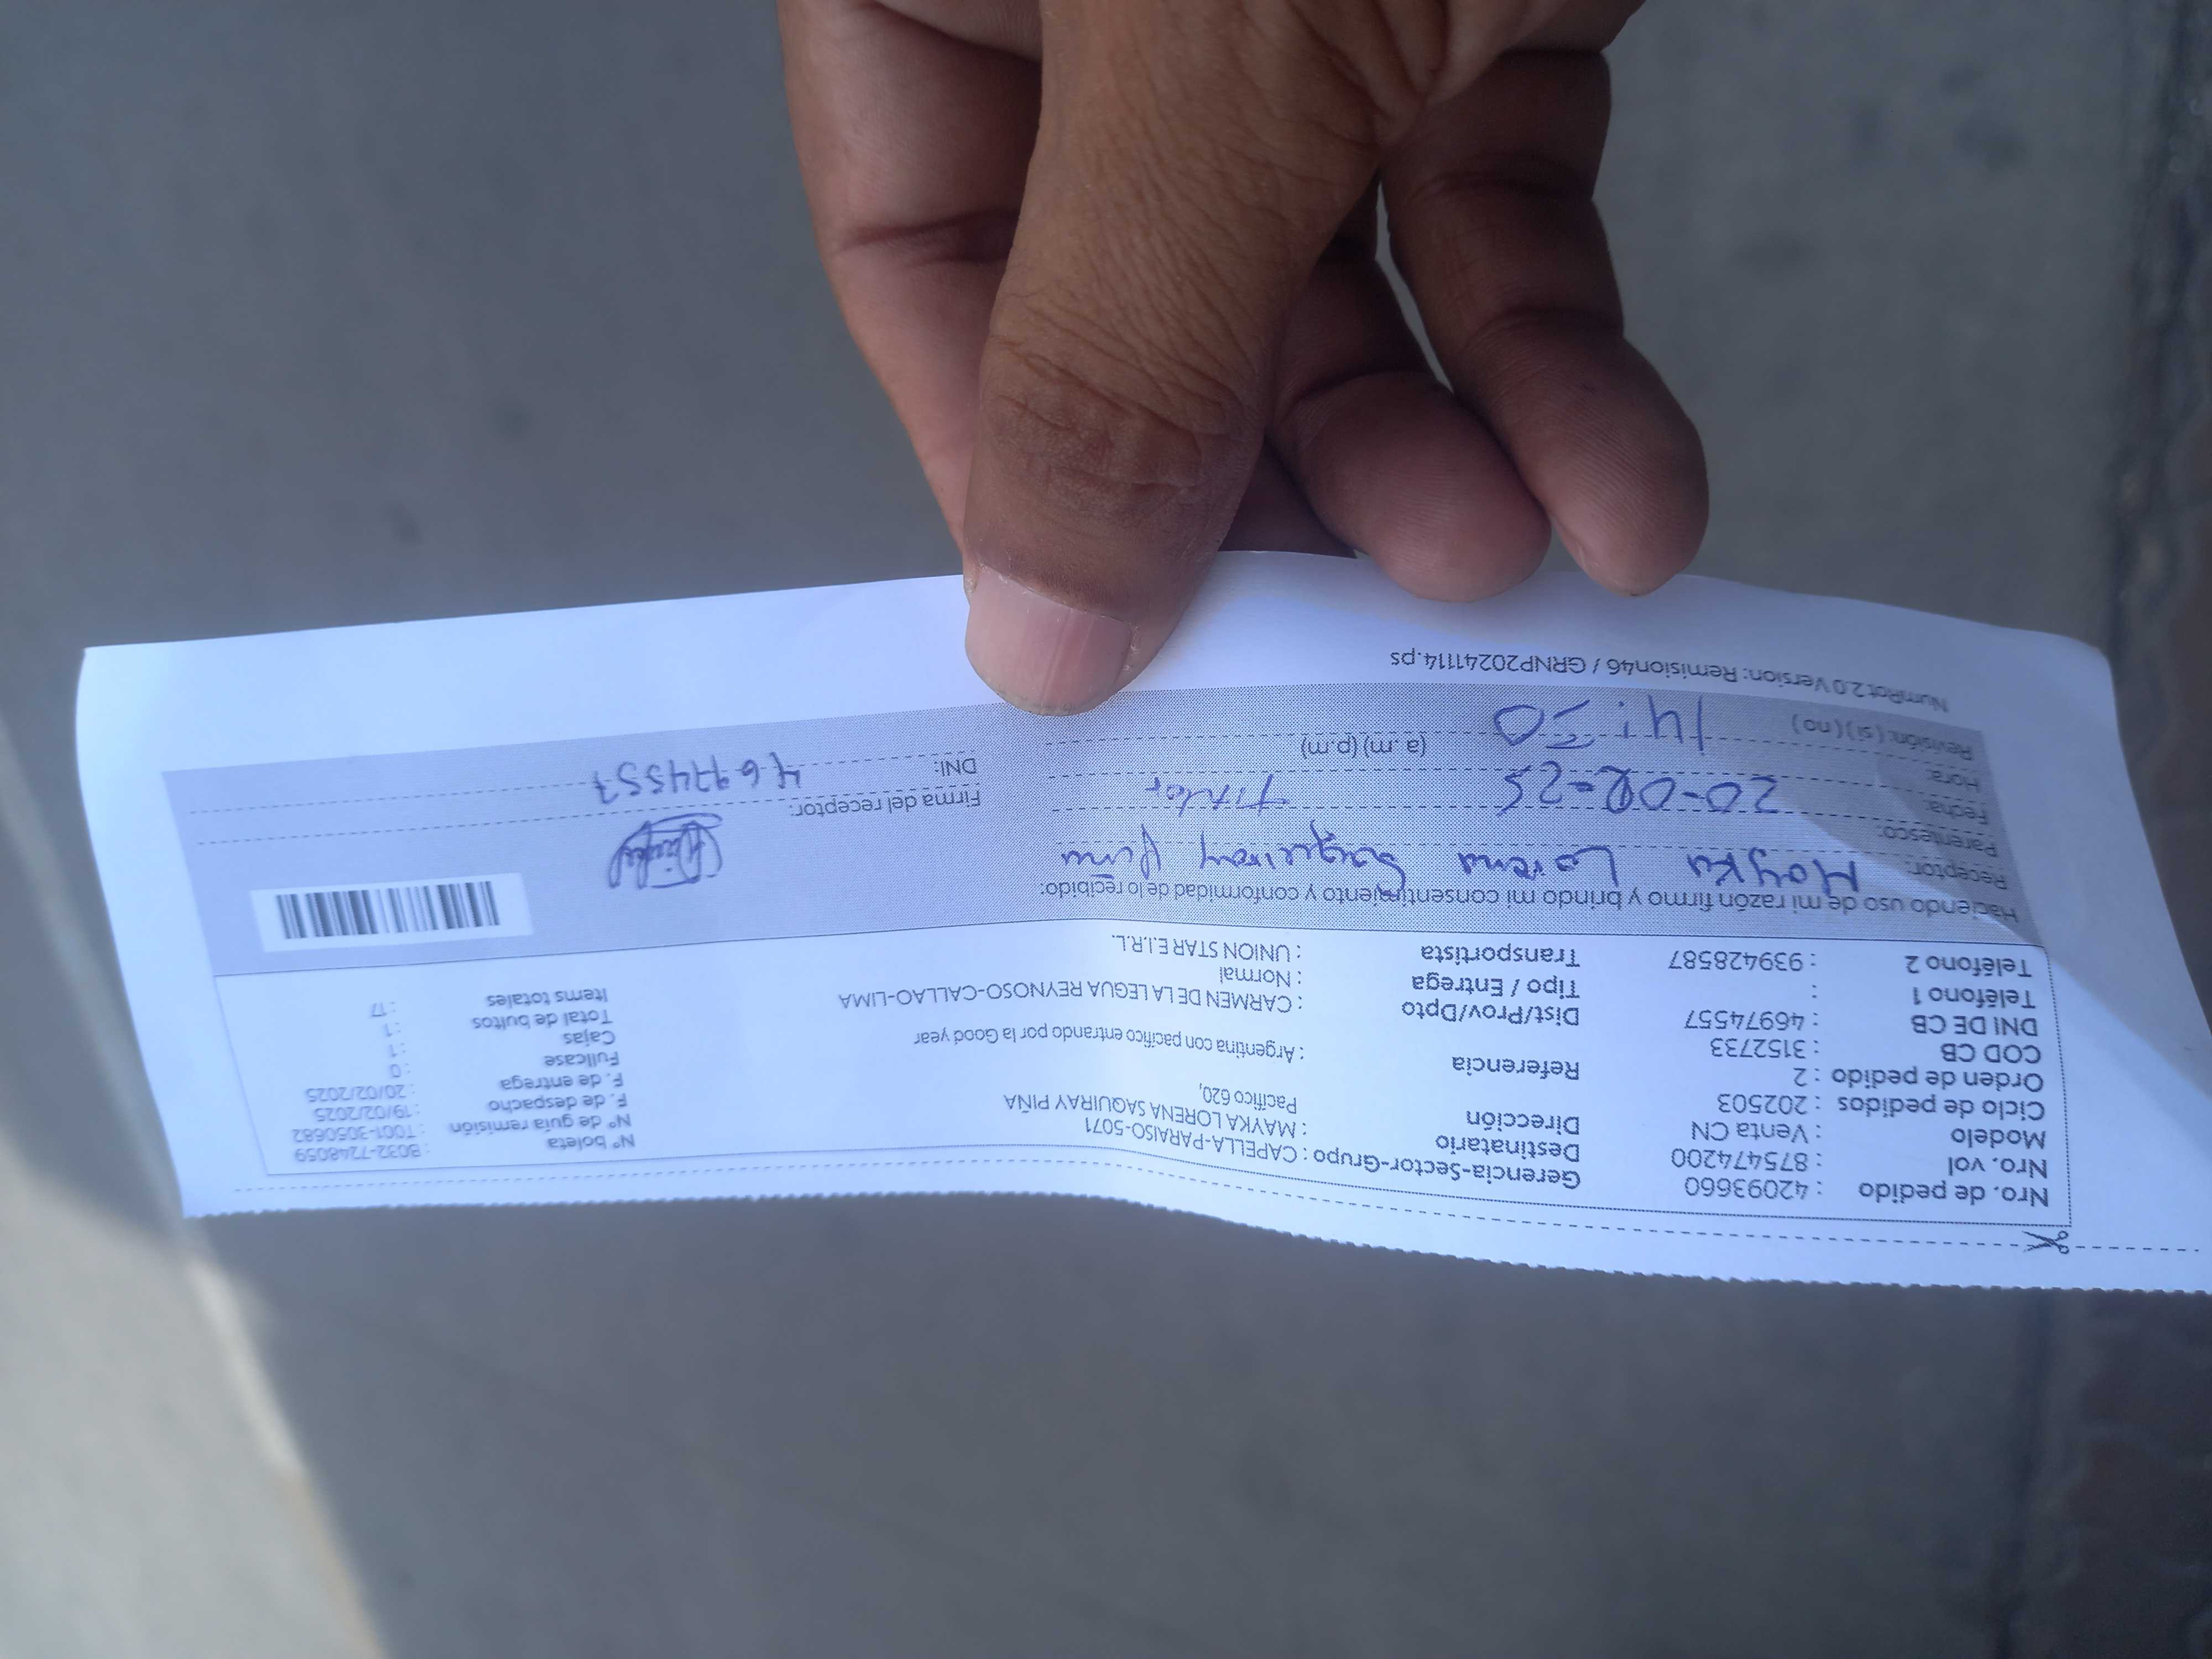 Nro. de pedido : 42093660 Gerencia-Sector-Grupo : CAPELLA-PARAISO-5071 N° boleta : B032-7248059
Nro. vol : 875474200 Destinatario : MAYKA LORENA SAQUIRAY PIÑA N° de guía remisión : T001-3050682
Modelo : Venta CN Dirección Pacífico 620, F. de despacho : 19/02/2025
Ciclo de pedidos : 202503 F. de entrega : 20/02/2025
Orden de pedido : 2 Referencia : Argentina con pacífico entrando por la Good year Fullcase : 0
COD CB : 3152733 Cajas : 1
DNI DE CB : 46974557 Dist/Prov/Dpto : CARMEN DE LA LEGUA REYNOSO-CALLAO-LIMA Total de bultos : 1
Teléfono 1 : Tipo / Entrega : Normal Items totales : 17
Teléfono 2 : 939428587 Transportista : UNION STAR E.I.R.L.
Haciendo uso de mi razón firmo y brindo mi consentimiento y conformidad de lo recibido:
Receptor: Mayka Lorena Saquiray Piña
Parentesco: Titular
Firma del receptor:
Fecha: 20-02-25
DNI: 46974557
Hora: 14:50 (a.m) (p.m)
Revisión: (si) (no)
NumRot 2.0 Version: Remision46 / GRNP20241114.ps